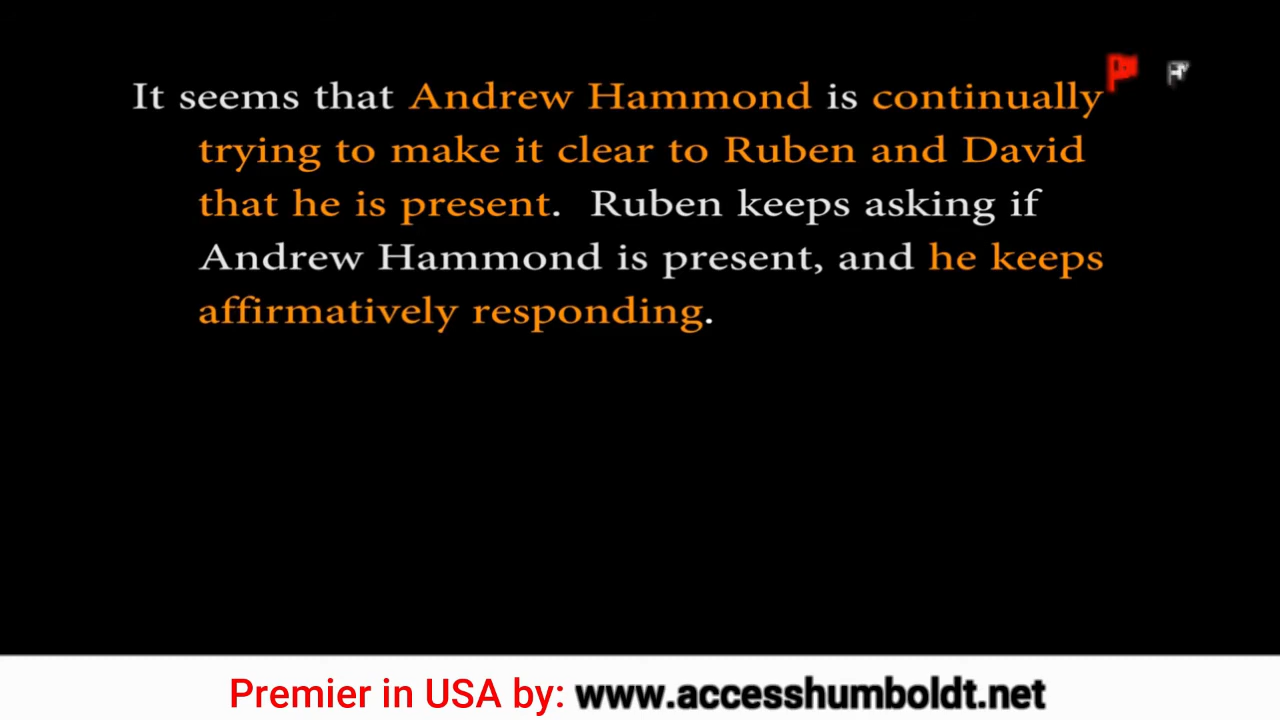 It seems that Andrew Hammond is continually
trying to make it clear to Ruben and David
that he is present.  Ruben keeps asking if
Andrew Hammond is present, and he keeps
affirmatively responding.
Premier in USA by: www.accesshumboldt.net